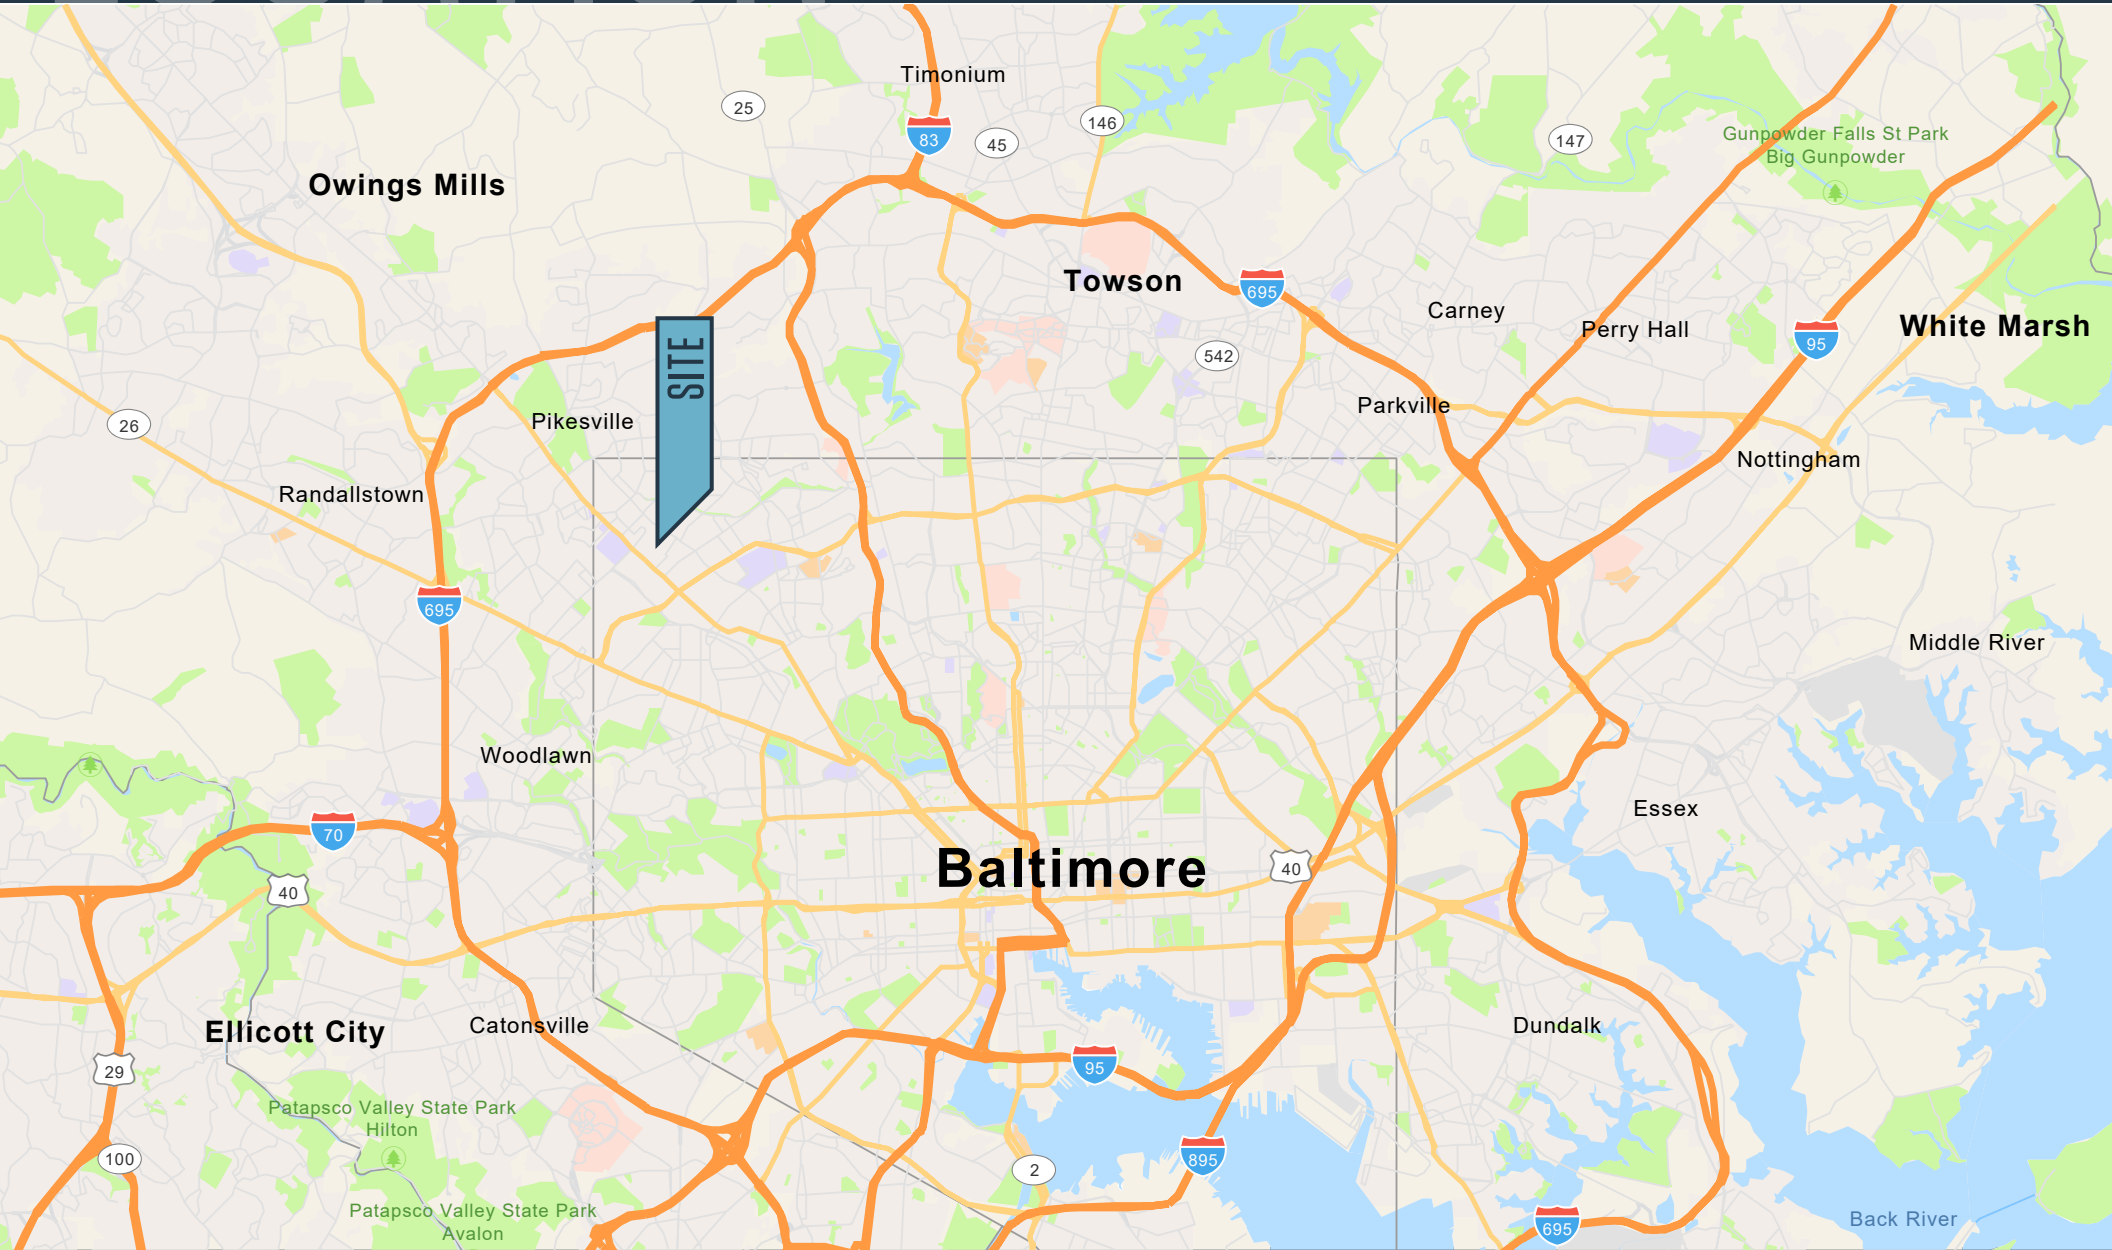 Timonium
25
83
45
146
147
Gunpowder Falls St Park
Big Gunpowder
Owings Mills
Towson
695
Carney
Perry Hall
White Marsh
95
SITE
542
Pikesville
26
Parkville
Nottingham
Randallstown
695
Middle River
Woodlawn
Essex
70
Baltimore
40
40
Ellicott City
Catonsville
Dundalk
29
95
Patapsco Valley State Park
Hilton
100
2
895
Patapsco Valley State Park
Avalon
695
Back River